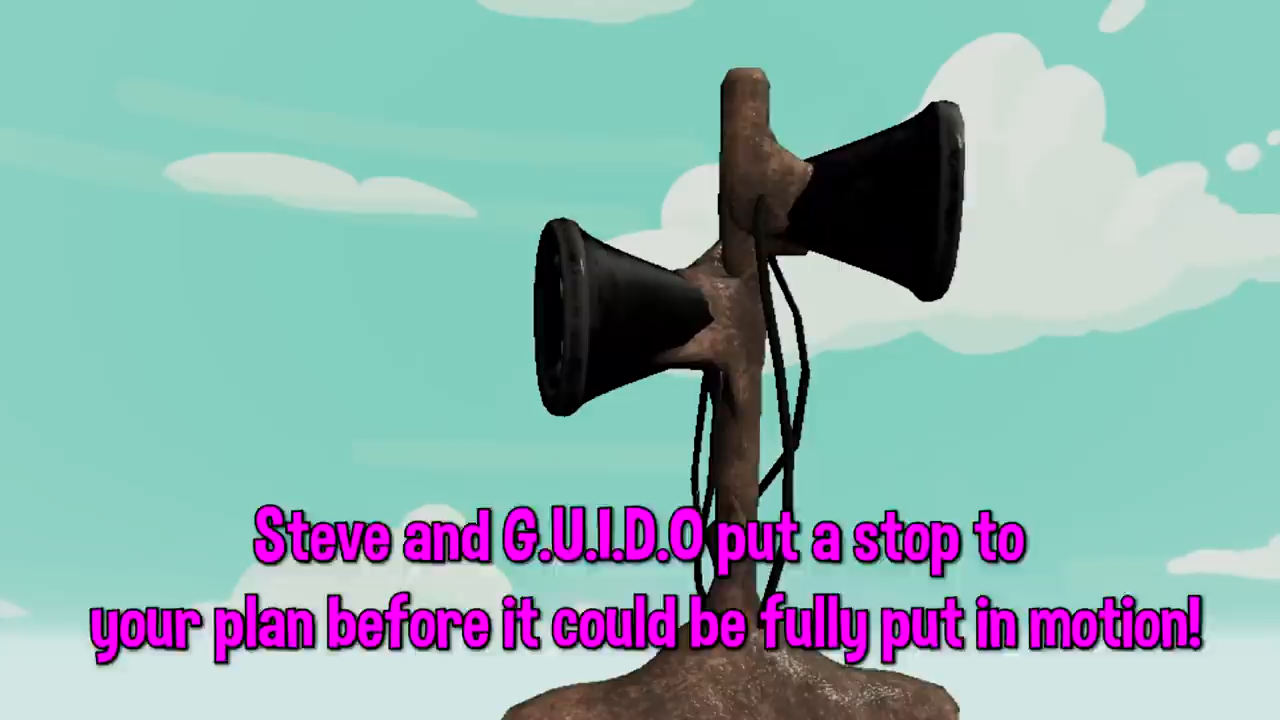 Steve and G.U.I.D.O put a stop to
your plan before it could be fully put in motion!